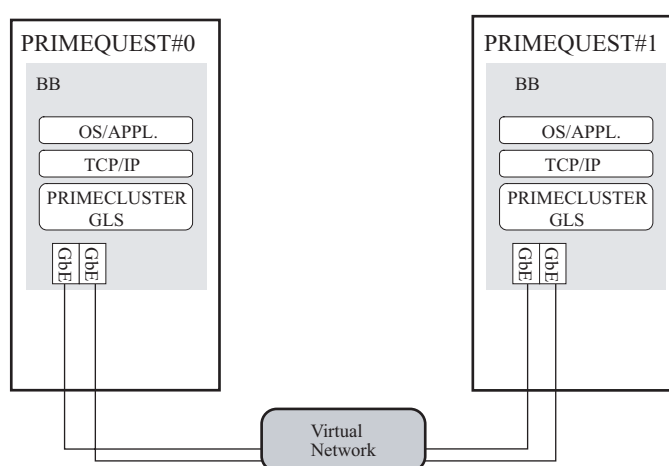 PRIMEQUEST#0
BB
OS/APPL.
TCP/IP
PRIMECLUSTER
GLS
GbE
GbE
PRIMEQUEST#1
BB
OS/APPL.
TCP/IP
PRIMECLUSTER
GLS
GbE
GbE
Virtual
Network